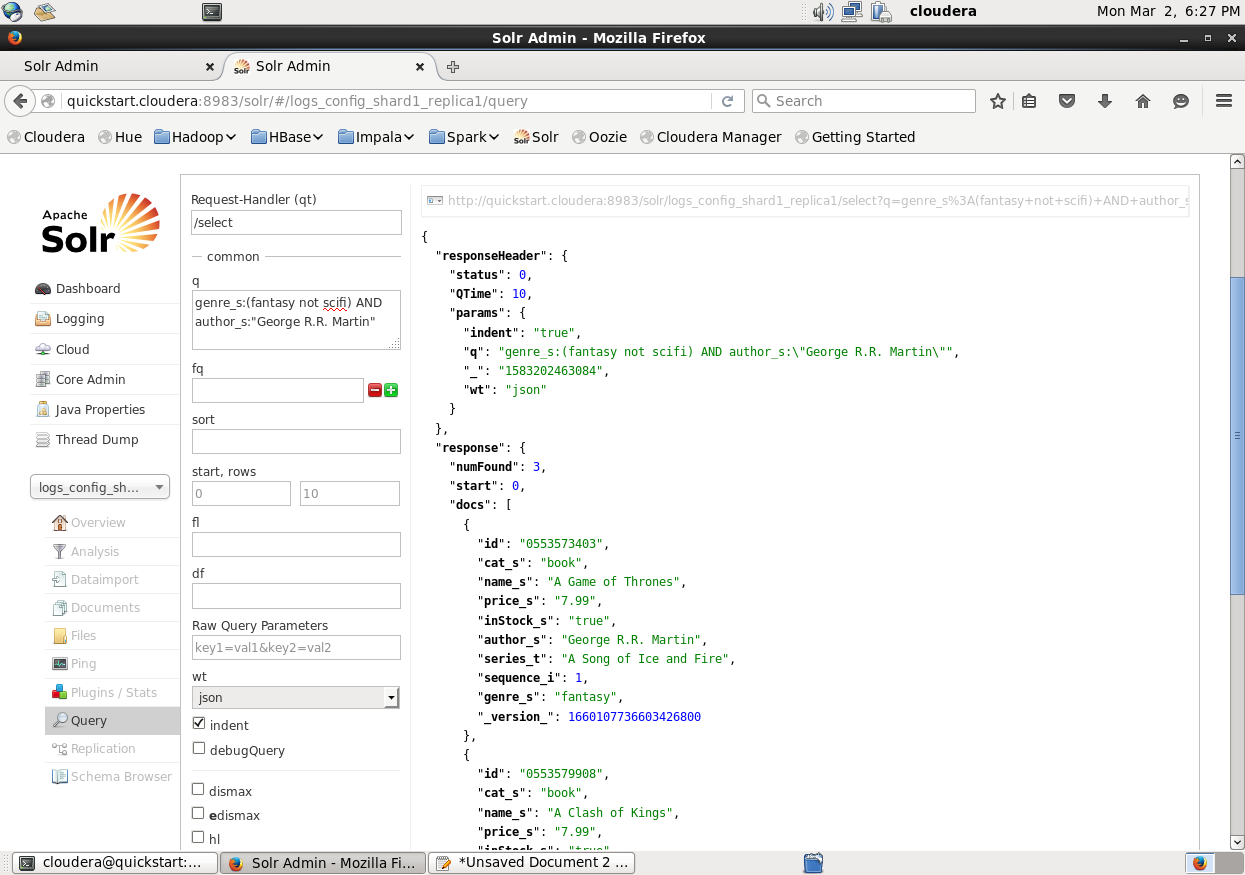 cloudera
Mon Mar 2, 6:27 PM
Solr Admin - Mozilla Firefox
Solr Admin
Solr Admin
quickstart.cloudera:8983/solr/#/logs_config_shard1_replica1/query
Search
Cloudera Hue Hadoop HBase Impala Spark Solr Oozie Cloudera Manager Getting Started
Apache
Solr
Dashboard
Logging
Cloud
Core Admin
Java Properties
Thread Dump
logs_config_sh...
Overview
Analysis
Dataimport
Documents
Files
Ping
Plugins / Stats
Query
Replication
Schema Browser
Request-Handler (qt)
/select
common
q
genre_s:(fantasy not scifi) AND
author_s:"George R.R. Martin"
fq
sort
start, rows
0 10
fl
df
Raw Query Parameters
key1=val1&key2=val2
wt
json
indent
debugQuery
dismax
edismax
hl
http://quickstart.cloudera:8983/solr/logs_config_shard1_replica1/select?q=genre_s%3A(fantasy+not+scifi)+AND+author_s
{
"responseHeader": {
"status": 0,
"QTime": 10,
"params": {
"indent": "true",
"q": "genre_s:(fantasy not scifi) AND author_s:\"George R.R. Martin\"",
"_": "1583202463084",
"wt": "json"
}
},
"response": {
"numFound": 3,
"start": 0,
"docs": [
{
"id": "0553573403",
"cat_s": "book",
"name_s": "A Game of Thrones",
"price_s": "7.99",
"inStock_s": "true",
"author_s": "George R.R. Martin",
"series_t": "A Song of Ice and Fire",
"sequence_i": 1,
"genre_s": "fantasy",
"_version_": 1660107736603426800
},
{
"id": "0553579908",
"cat_s": "book",
"name_s": "A Clash of Kings",
"price_s": "7.99",
"inStock_s": "true",
cloudera@quickstart:...
Solr Admin - Mozilla Fi...
*Unsaved Document 2 ...